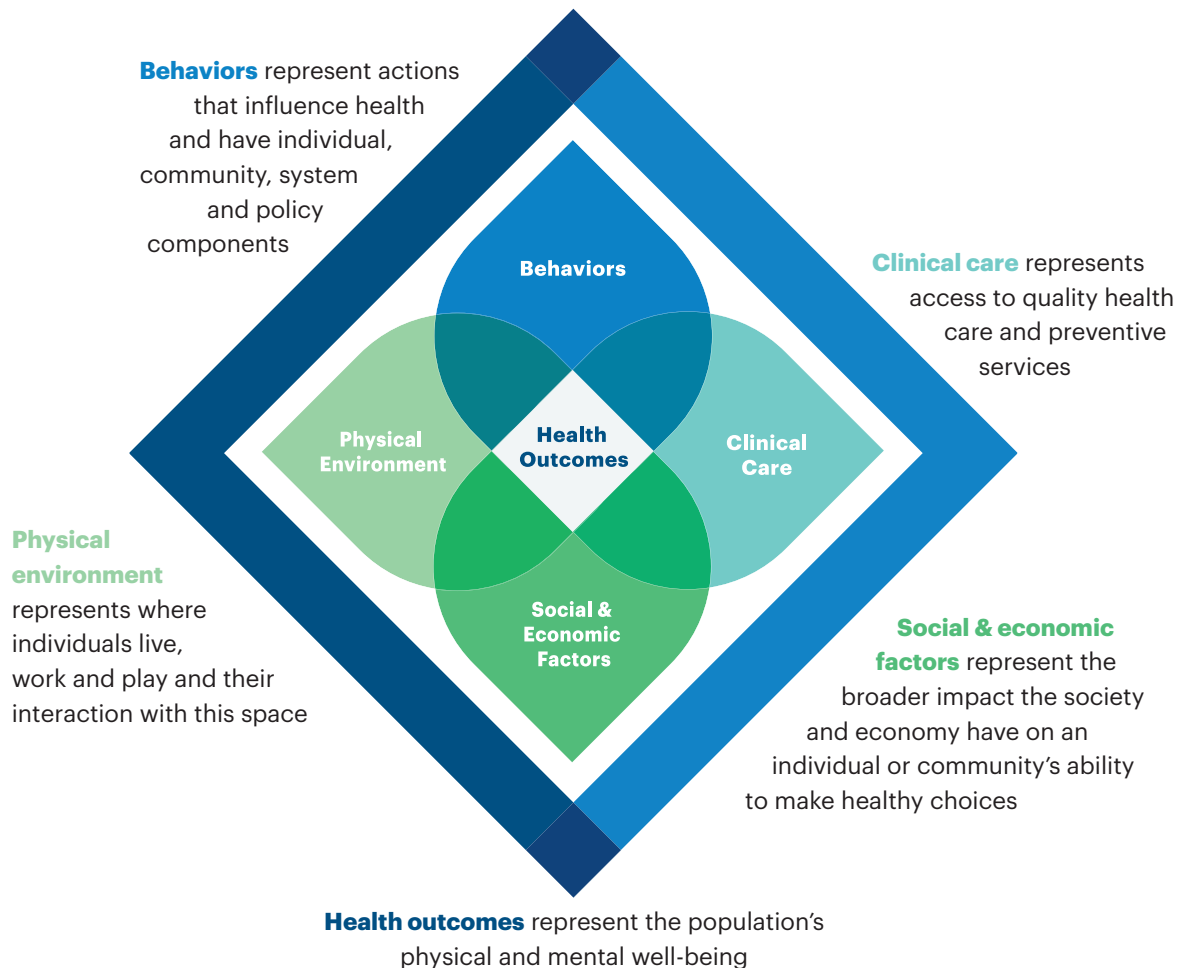 Behaviors represent actions
that influence health
and have individual,
community, system
and policy
components
Behaviors
Clinical care represents
access to quality health
care and preventive
services
Physical
Environment
Health
Outcomes
Clinical
Care
Physical
environment
represents where
individuals live,
work and play and their
interaction with this space
Social &
Economic
Factors
Social & economic
factors represent the
broader impact the society
and economy have on an
individual or community’s ability
to make healthy choices
Health outcomes represent the population’s
physical and mental well-being